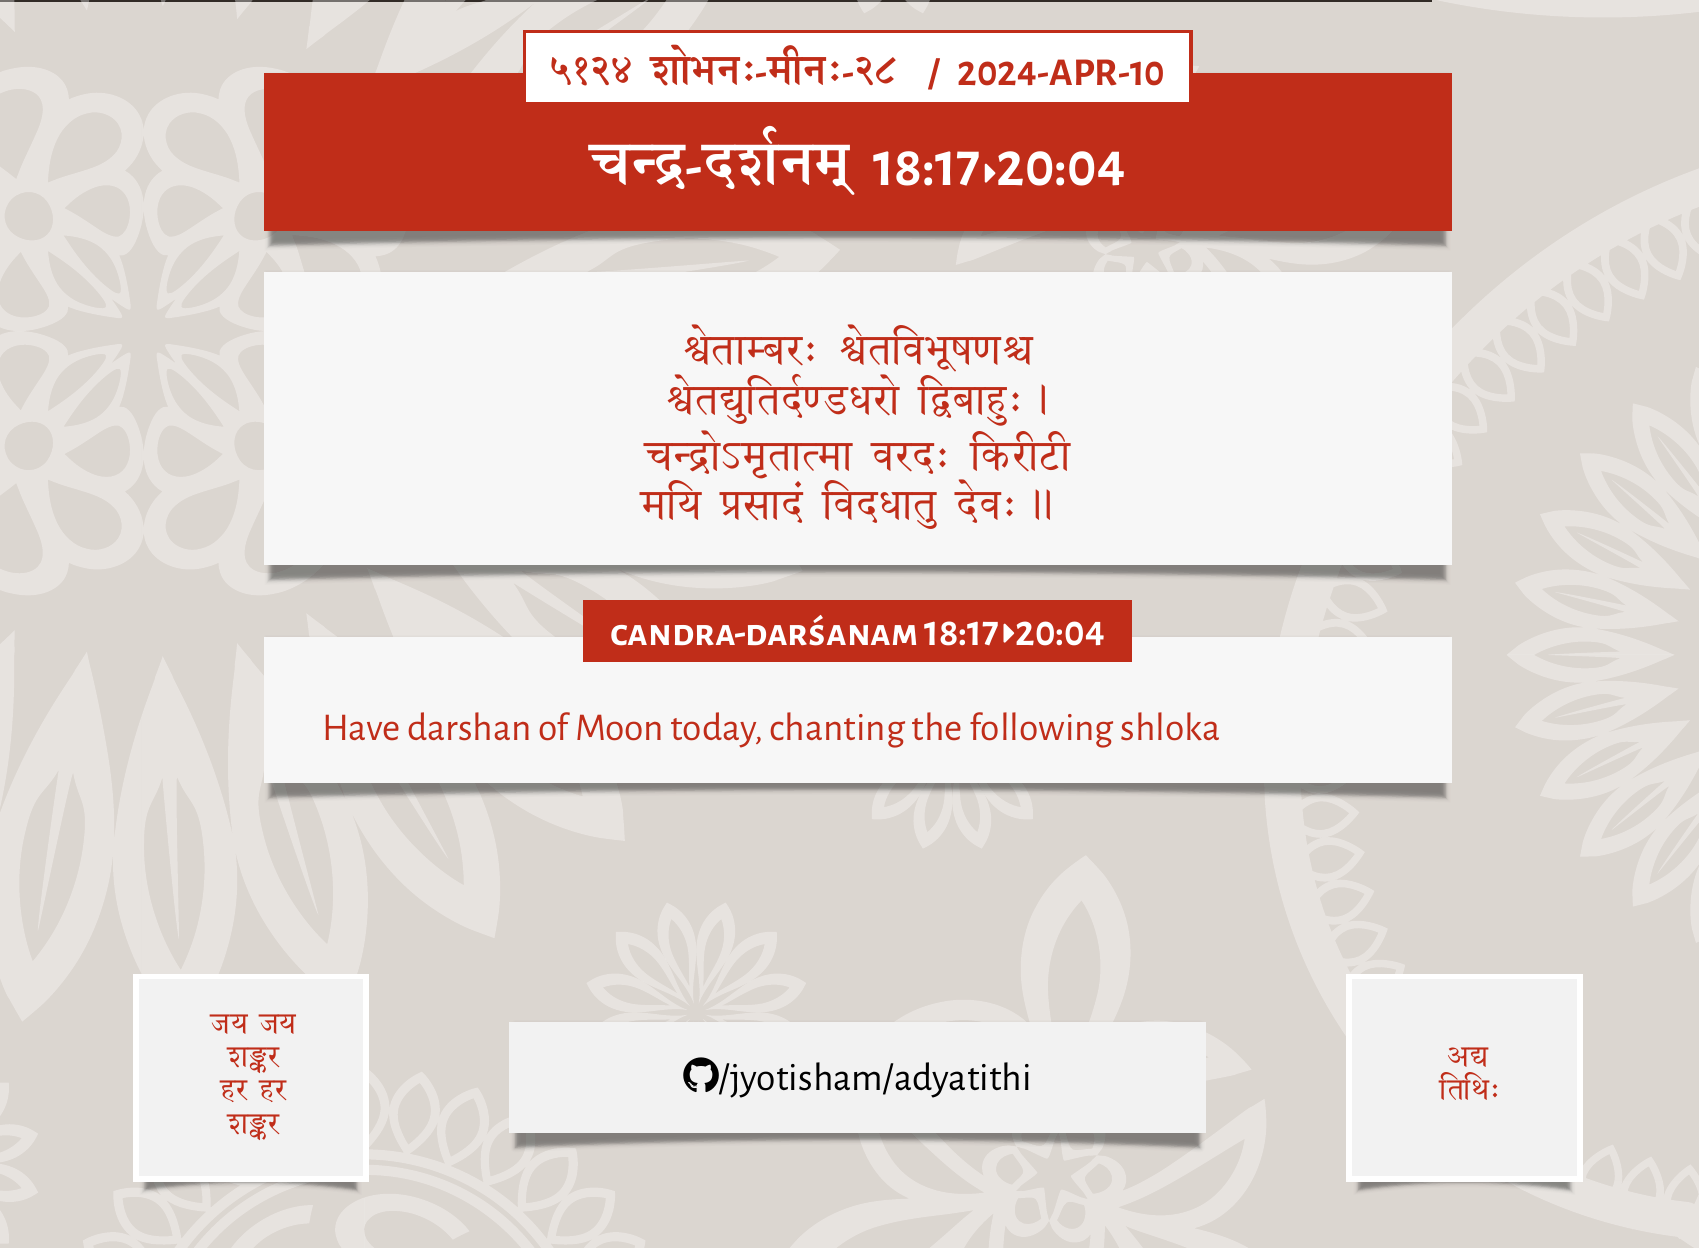 ५१२४ शोभनः-मीनः-२८ / 2024-APR-10
चन्द्र-दर्शनम् 18:17▸20:04
श्वेताम्बरः श्वेतविभूषणश्च
श्वेतद्युतिर्दण्डधरो द्विबाहुः ।
चन्द्रोऽमृतात्मा वरदः किरीटी
मयि प्रसादं विदधातु देवः ॥
CANDRA-DARŚANAM 18:17▸20:04
Have darshan of Moon today, chanting the following shloka
जय जय
शङ्कर
हर हर
शङ्कर
/jyotisham/adyatithi
अद्य
तिथिः